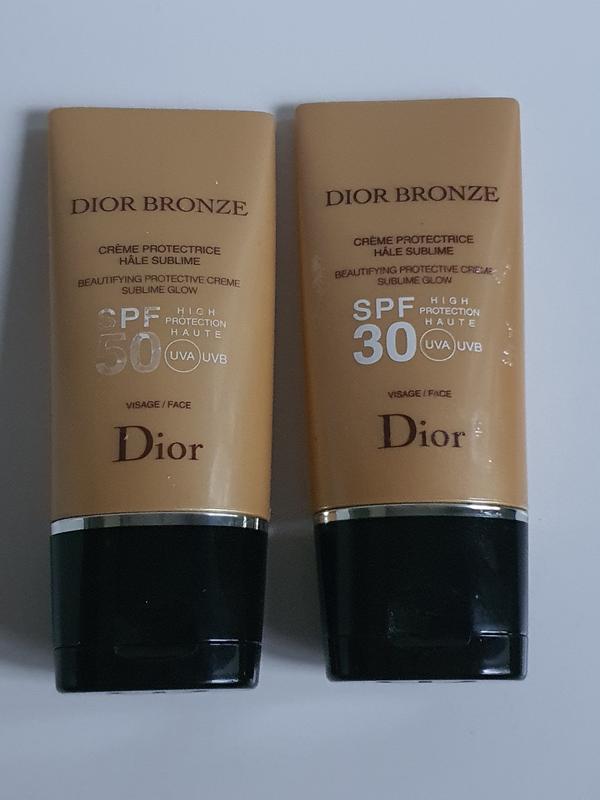 DIOR BRONZE
CRÈME PROTECTRICE
HÂLE SUBLIME
BEAUTIFYING PROTECTIVE CREME
SUBLIME GLOW
SPF
50
HIGH
PROTECTION
HAUTE
UVA UVB
VISAGE / FACE
Dior
DIOR BRONZE
CRÈME PROTECTRICE
HÂLE SUBLIME
BEAUTIFYING PROTECTIVE CREME
SUBLIME GLOW
SPF
30
HIGH
PROTECTION
HAUTE
UVA UVB
VISAGE / FACE
Dior